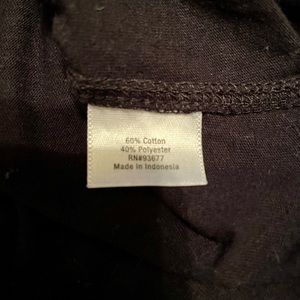 60% Cotton
40% Polyester
RN#93677
Made in Indonesia